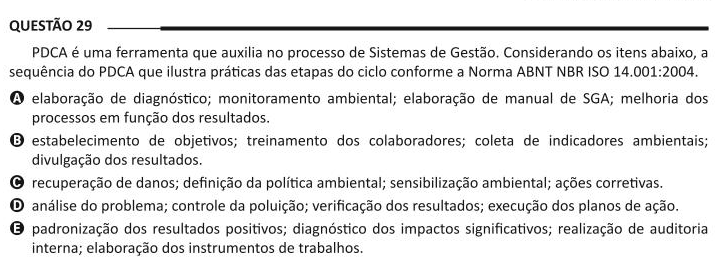 QUESTÃO 29
PDCA é uma ferramenta que auxilia no processo de Sistemas de Gestão. Considerando os itens abaixo, a
sequência do PDCA que ilustra práticas das etapas do ciclo conforme a Norma ABNT NBR ISO 14.001:2004.
A elaboração de diagnóstico; monitoramento ambiental; elaboração de manual de SGA; melhoria dos
processos em função dos resultados.
B estabelecimento de objetivos; treinamento dos colaboradores; coleta de indicadores ambientais;
divulgação dos resultados.
C recuperação de danos; definição da política ambiental; sensibilização ambiental; ações corretivas.
D análise do problema; controle da poluição; verificação dos resultados; execução dos planos de ação.
E padronização dos resultados positivos; diagnóstico dos impactos significativos; realização de auditoria
interna; elaboração dos instrumentos de trabalhos.